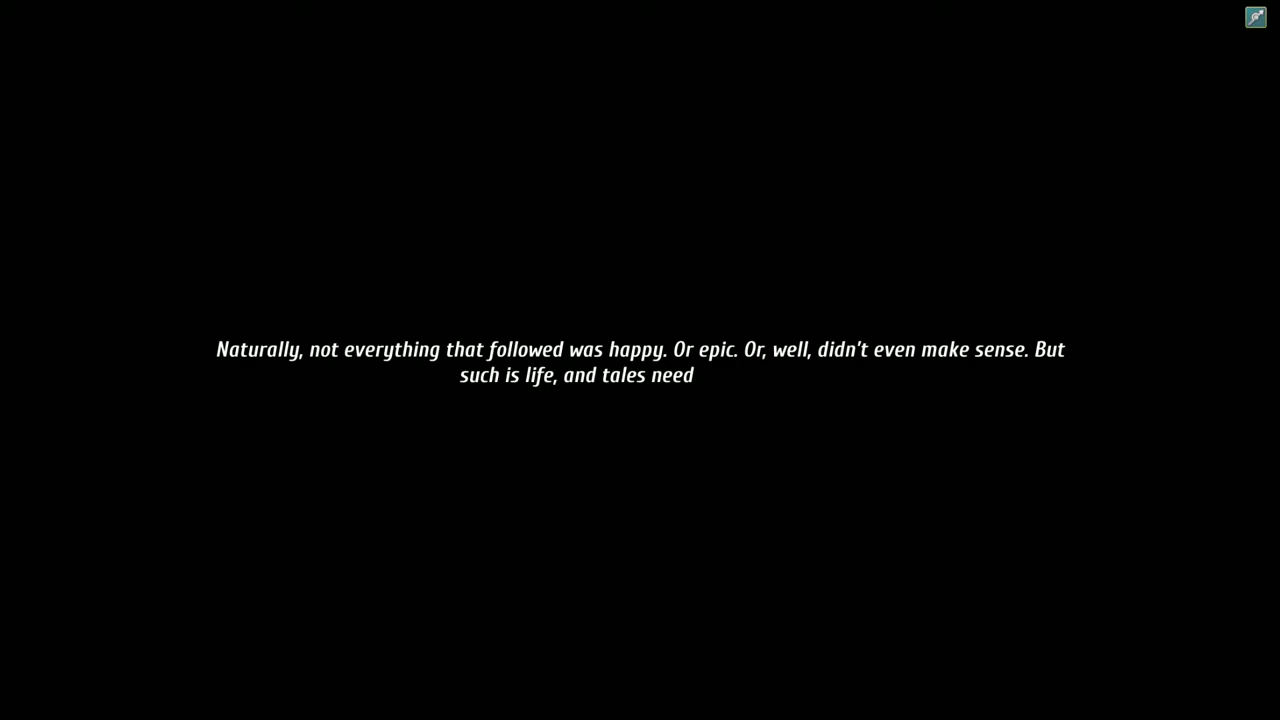 Naturally, not everything that followed was happy. Or epic. Or, well, didn't even make sense. But
such is life, and tales need